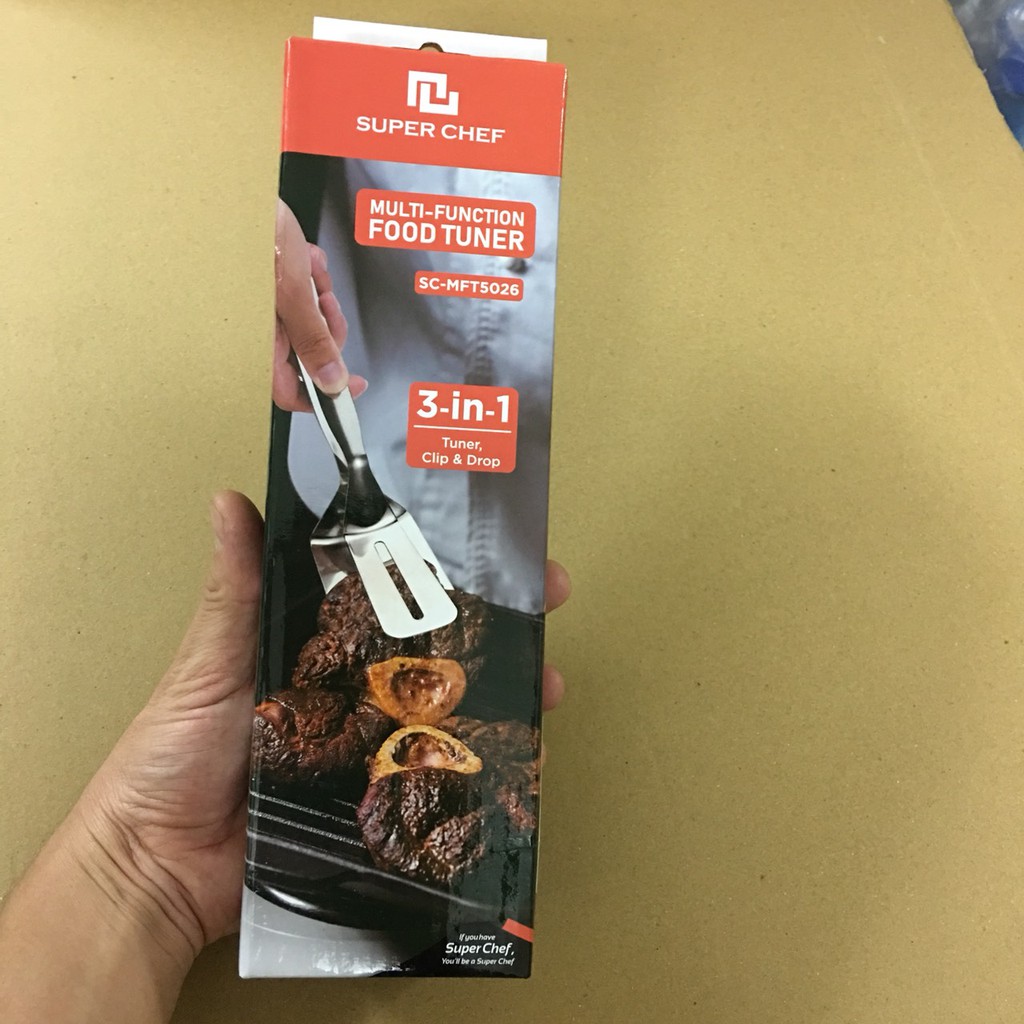 SUPER CHEF
MULTI-FUNCTION
FOOD TUNER
SC-MFT5026
3-in-1
Tuner,
Clip & Drop
If you have
Super Chef,
You'll be a Super Chef